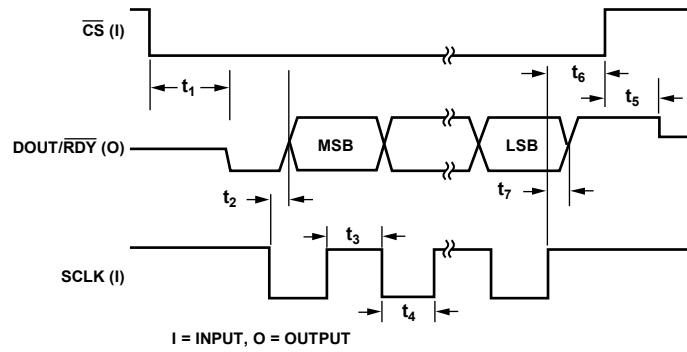 CS (I)
t6
t1
t5
DOUT/RDY (O)
MSB
LSB
t2
t7
t3
SCLK (I)
t4
I = INPUT, O = OUTPUT